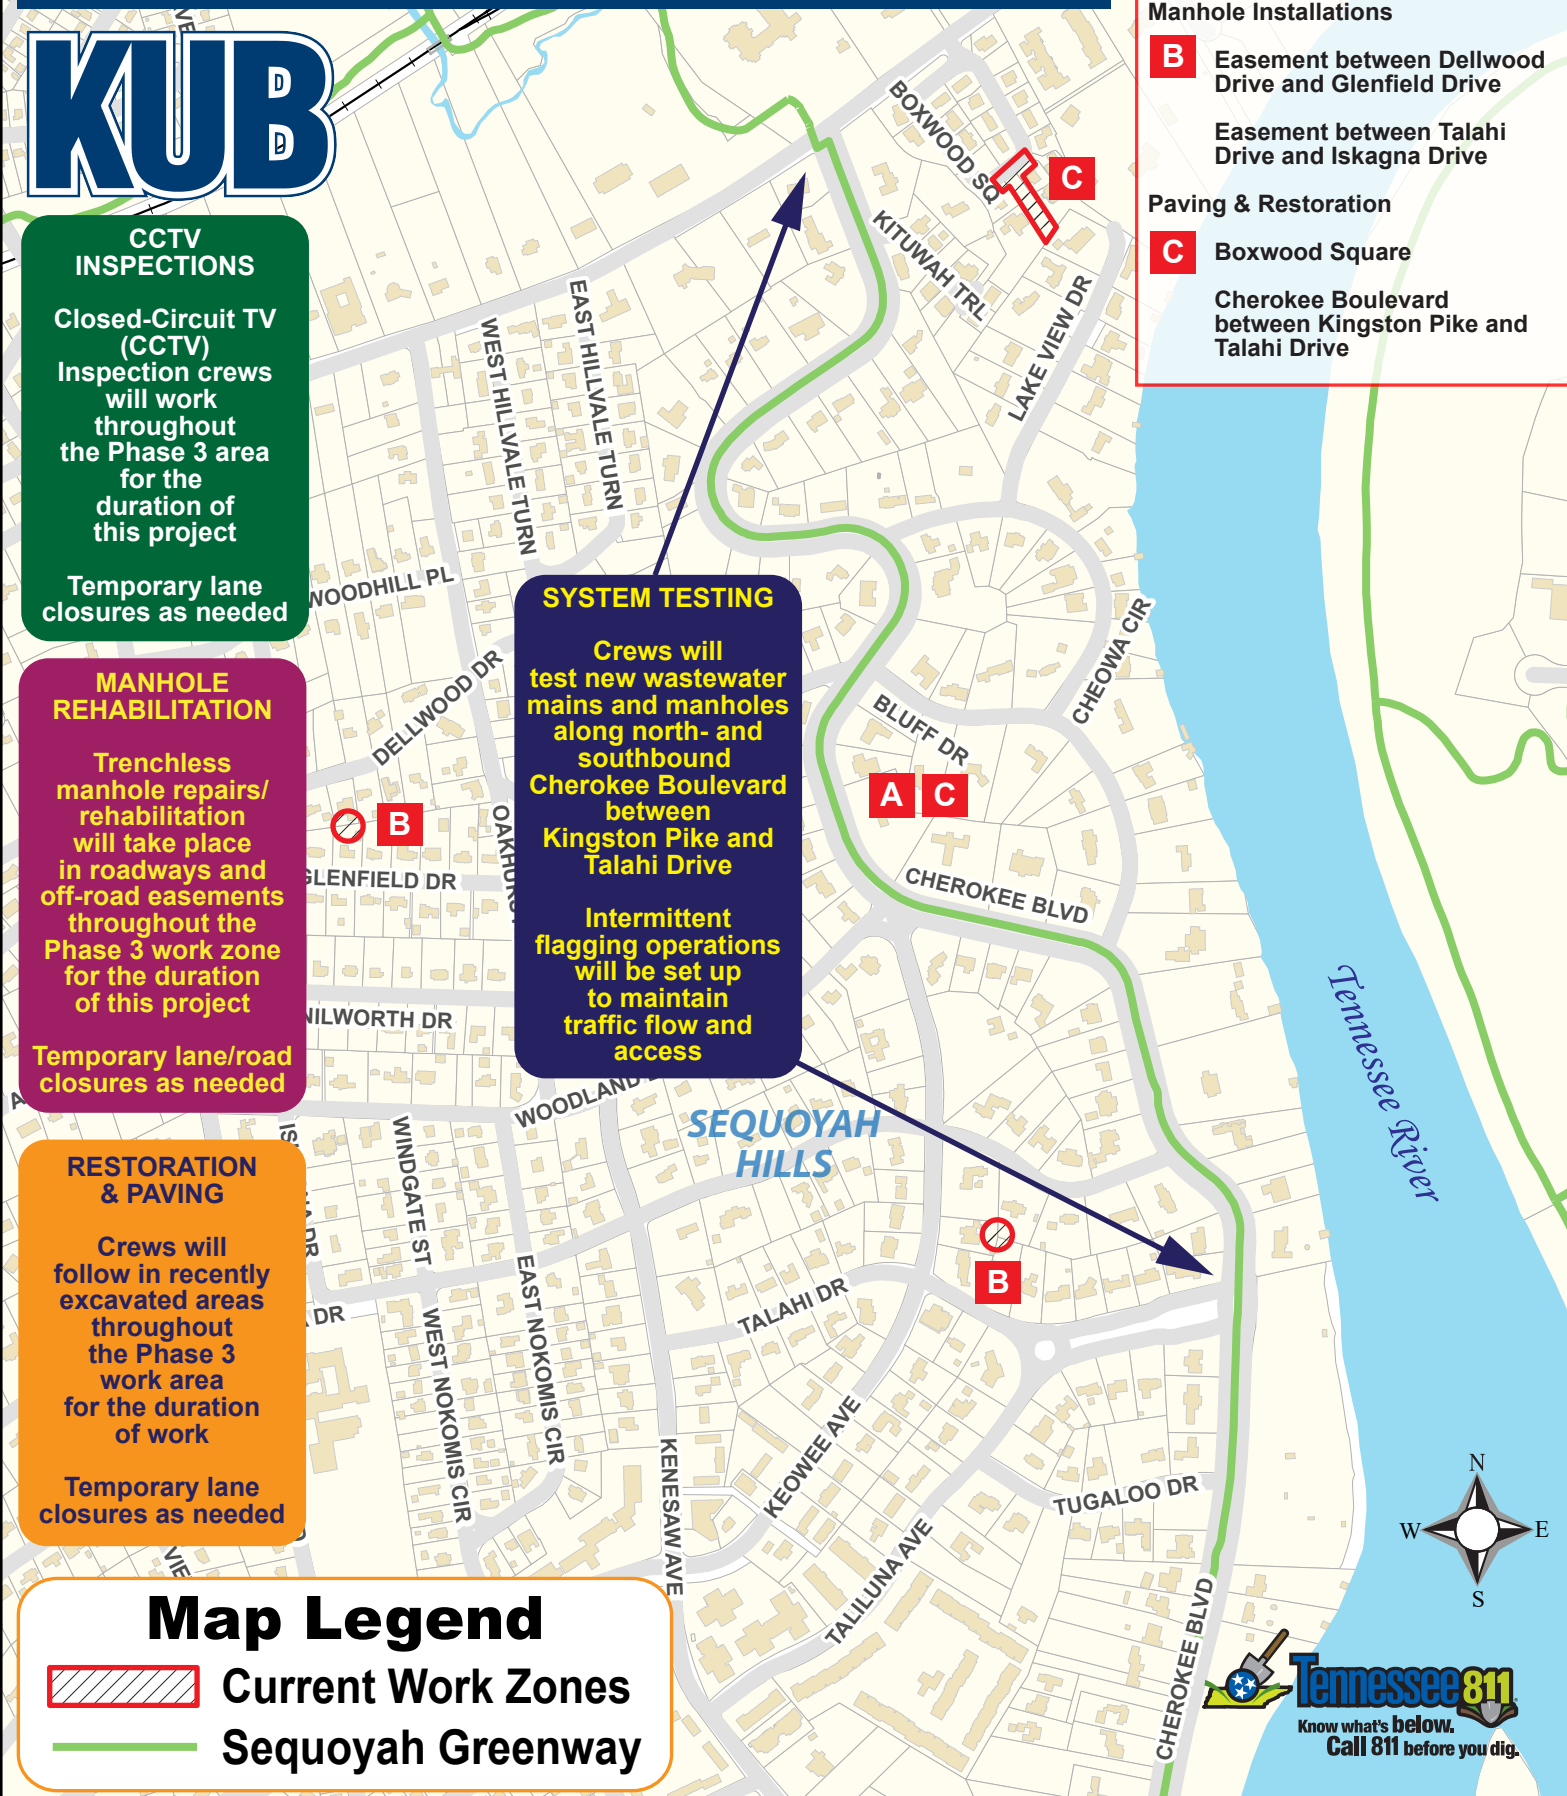 KUB
Manhole Installations
B
Easement between Dellwood
Drive and Glenfield Drive
Easement between Talahi
Drive and Iskagna Drive
Paving & Restoration
C
Boxwood Square
Cherokee Boulevard
between Kingston Pike and
Talahi Drive
CCTV
INSPECTIONS
Closed-Circuit TV
(CCTV)
Inspection crews
will work
throughout
the Phase 3 area
for the
duration of
this project
Temporary lane
closures as needed
MANHOLE
REHABILITATION
Trenchless
manhole repairs/
rehabilitation
will take place
in roadways and
off-road easements
throughout the
Phase 3 work zone
for the duration
of this project
Temporary lane/road
closures as needed
RESTORATION
& PAVING
Crews will
follow in recently
excavated areas
throughout
the Phase 3
work area
for the duration
of work
Temporary lane
closures as needed
SYSTEM TESTING
Crews will
test new wastewater
mains and manholes
along north- and
southbound
Cherokee Boulevard
between
Kingston Pike and
Talahi Drive
Intermittent
flagging operations
will be set up
to maintain
traffic flow and
access
BOXWOOD SQ
C
KITUWAH TRL
LAKE VIEW DR
EAST HILLVALE TURN
WEST HILLVALE TURN
WOODHILL PL
DELLWOOD DR
CHEOWA CIR
BLUFF DR
A
C
B
GLENFIELD DR
CHEROKEE BLVD
NILWORTH DR
WOODLAND
SEQUOYAH
HILLS
Tennessee River
WINDGATE ST
B
DR
DR
TALAHI DR
EAST NOKOMIS CIR
WEST NOKOMIS CIR
KENESAW AVE
KEOWEE AVE
TALILUNA AVE
TUGALOO DR
CHEROKEE BLVD
N
W
E
S
Map Legend
Current Work Zones
Sequoyah Greenway
Tennessee 811
Know what's below.
Call 811 before you dig.